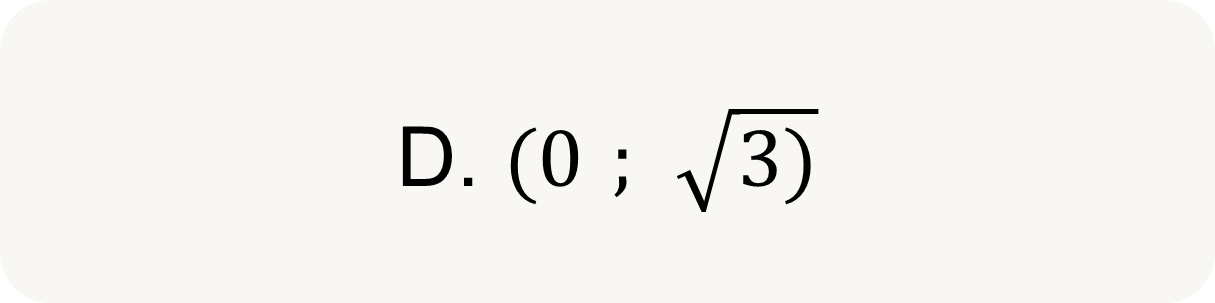 D. (0 ; √3)